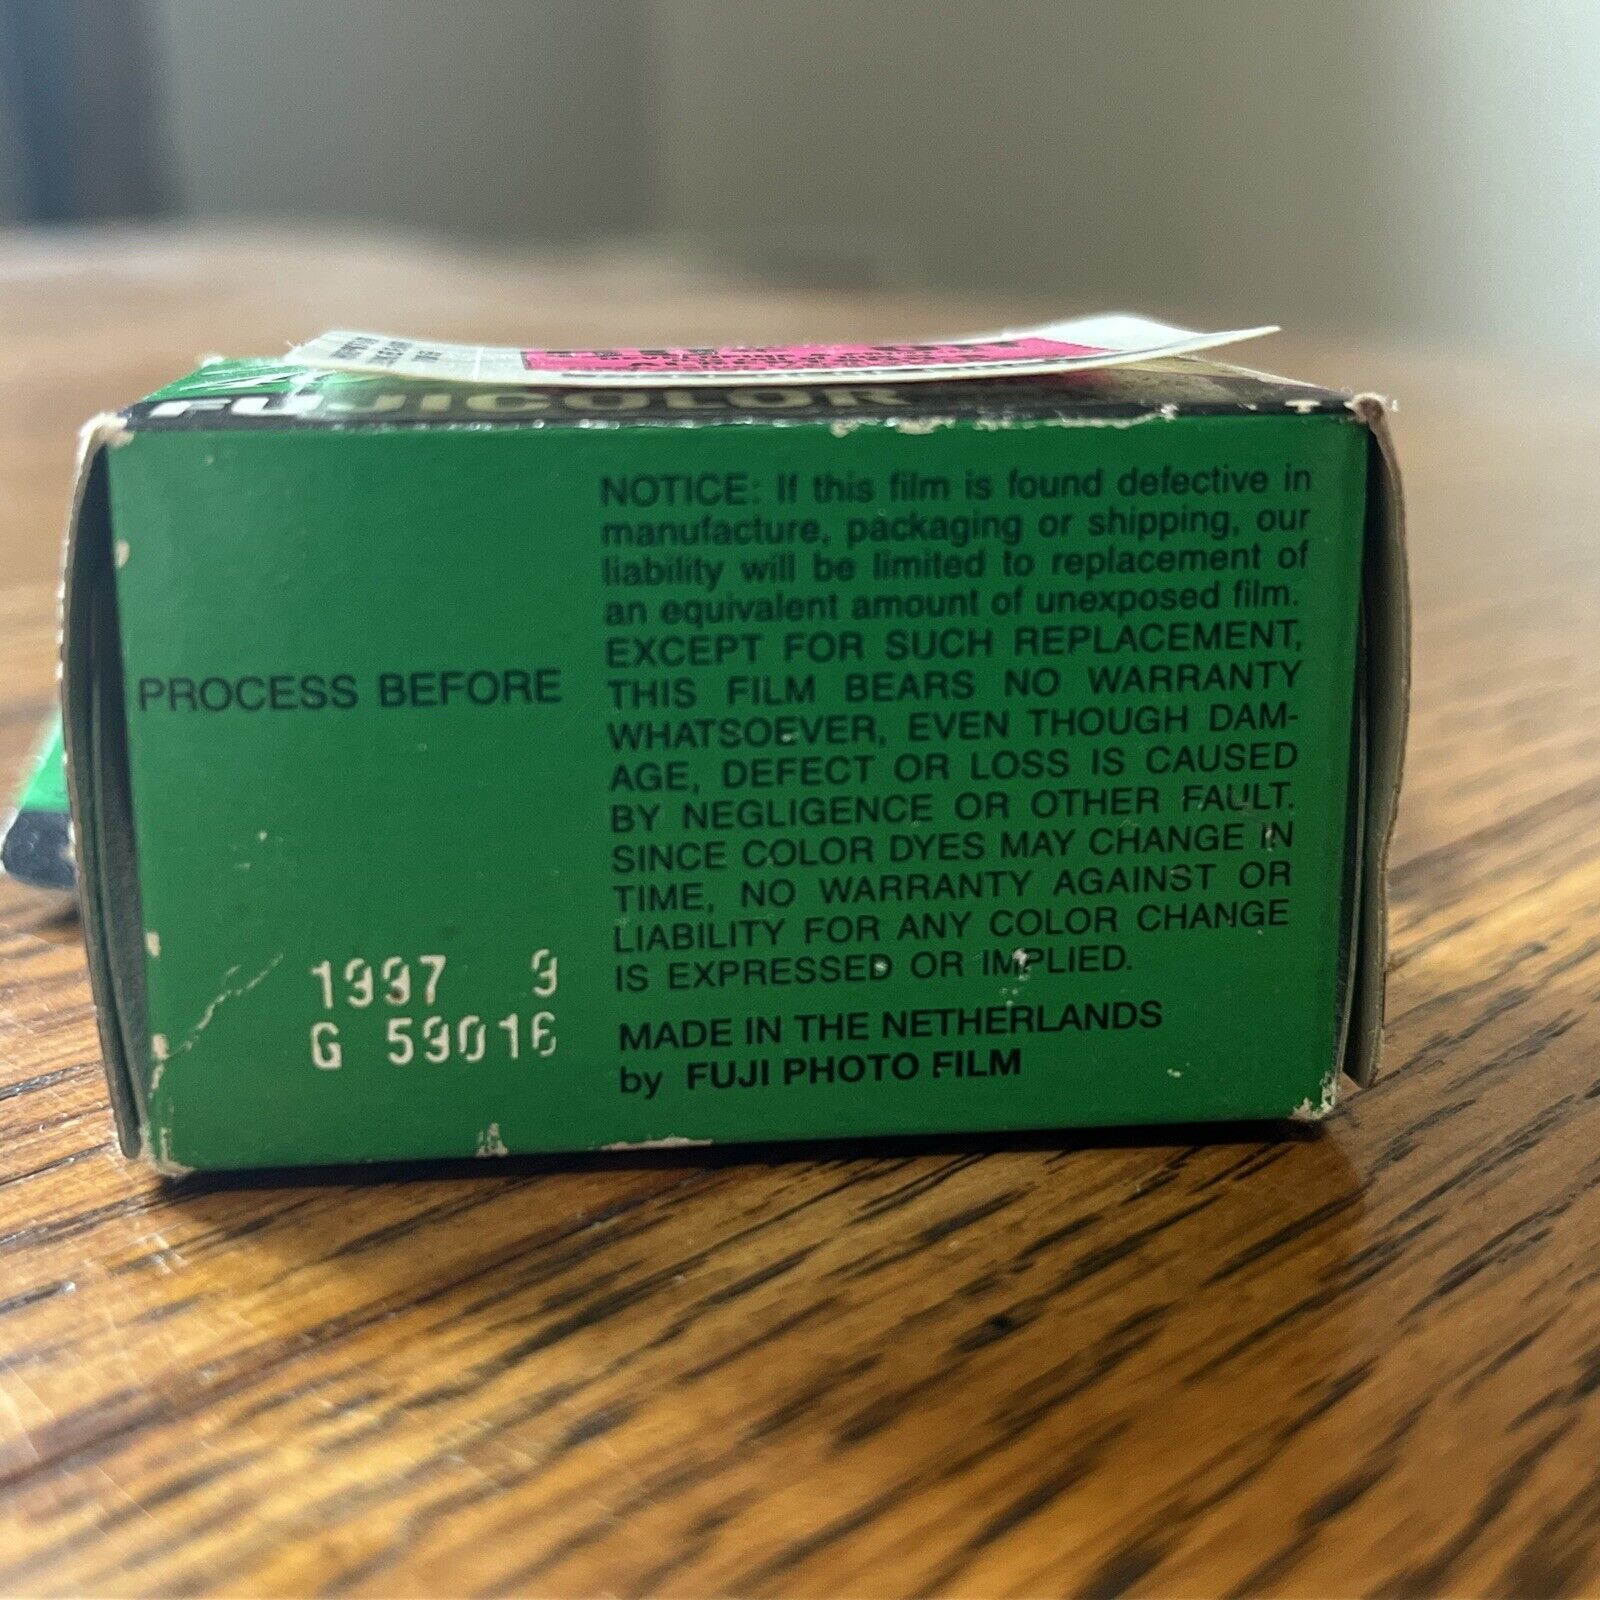 FUJICOLOR
NOTICE: If this film is found defective in
manufacture, packaging or shipping, our
liability will be limited to replacement of
an equivalent amount of unexposed film.
EXCEPT FOR SUCH REPLACEMENT,
THIS FILM BEARS NO WARRANTY
WHATSOEVER, EVEN THOUGH DAM-
AGE, DEFECT OR LOSS IS CAUSED
BY NEGLIGENCE OR OTHER FAULT.
SINCE COLOR DYES MAY CHANGE IN
TIME, NO WARRANTY AGAINST OR
LIABILITY FOR ANY COLOR CHANGE
IS EXPRESSED OR IMPLIED.
MADE IN THE NETHERLANDS
by FUJI PHOTO FILM
PROCESS BEFORE
1997 9
G 59016